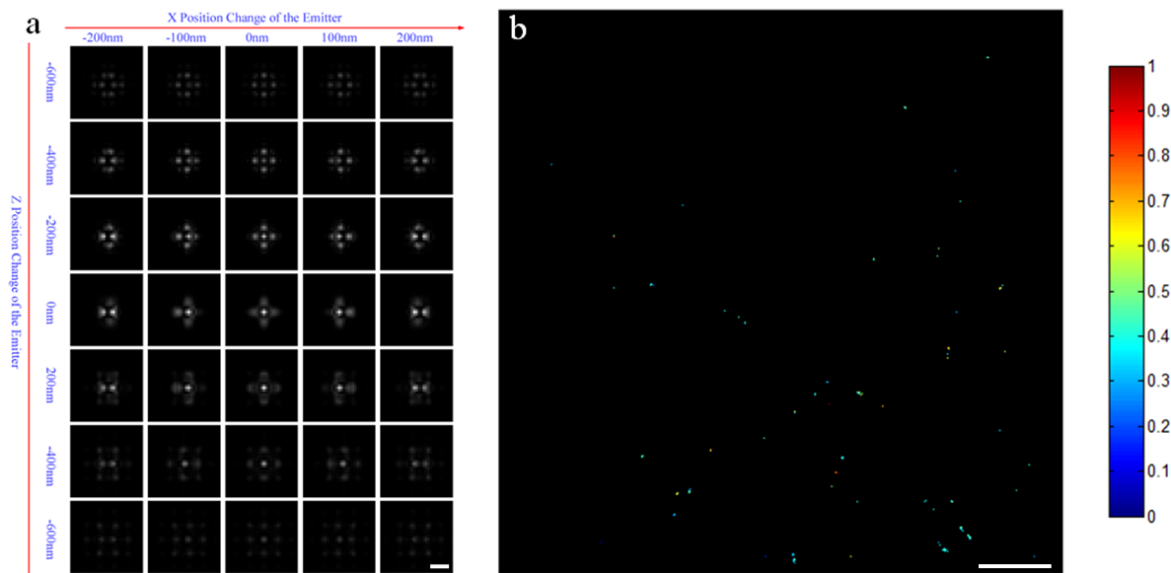 a
X Position Change of the Emitter
-200nm -100nm 0nm 100nm 200nm
Z Position Change of the Emitter
-600nm
-400nm
-200nm
0nm
200nm
-400nm
-600nm
b
1
0.9
0.8
0.7
0.6
0.5
0.4
0.3
0.2
0.1
0